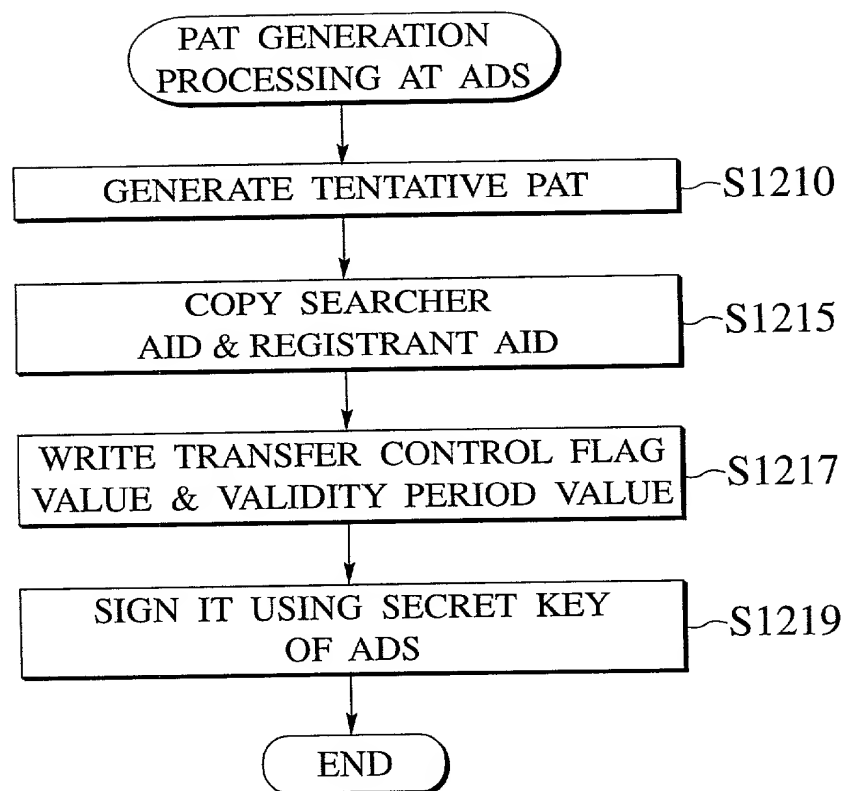 PAT GENERATION
PROCESSING AT ADS
GENERATE TENTATIVE PAT
S1210
COPY SEARCHER
AID & REGISTRANT AID
S1215
WRITE TRANSFER CONTROL FLAG
VALUE & VALIDITY PERIOD VALUE
S1217
SIGN IT USING SECRET KEY
OF ADS
S1219
END